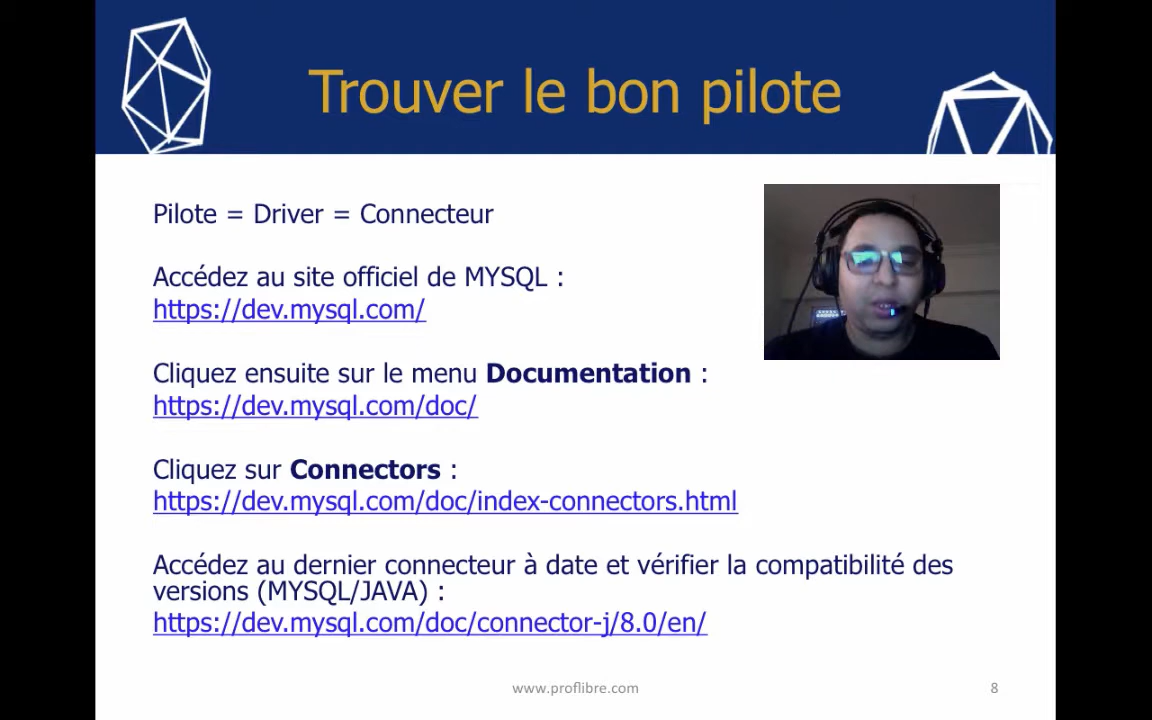 Trouver le bon pilote
Pilote = Driver = Connecteur
Accédez au site officiel de MYSQL :
https://dev.mysql.com/
Cliquez ensuite sur le menu Documentation :
https://dev.mysql.com/doc/
Cliquez sur Connectors :
https://dev.mysql.com/doc/index-connectors.html
Accédez au dernier connecteur à date et vérifier la compatibilité des
versions (MYSQL/JAVA) :
https://dev.mysql.com/doc/connector-j/8.0/en/
www.proflibre.com
8